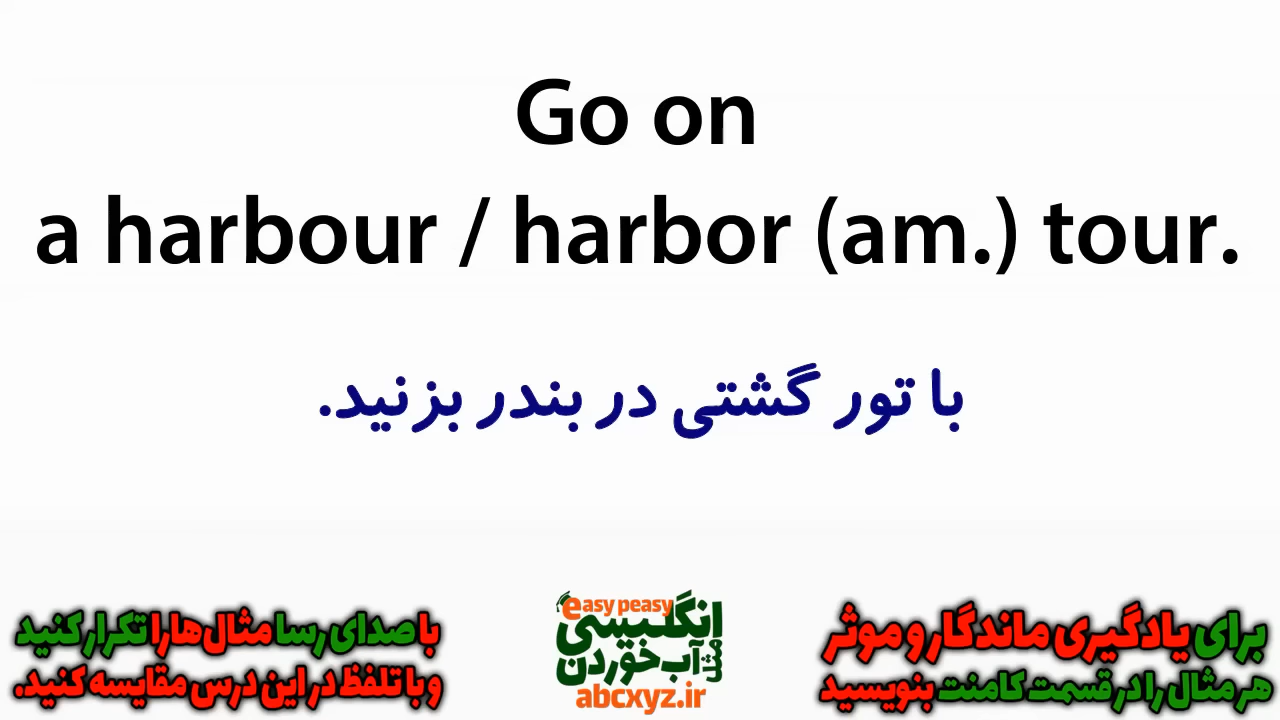 Go on
a harbour / harbor (am.) tour.
با تور گشتی در بندر بزنید.
با صدای رسا مثال‌ها را تکرار کنید
و با تلفظ در این درس مقایسه کنید.
easy peasy
انگلیسی
مثل آب خوردن
abcxyz.ir
برای یادگیری ماندگار و موثر
هر مثال را در قسمت کامنت بنویسید